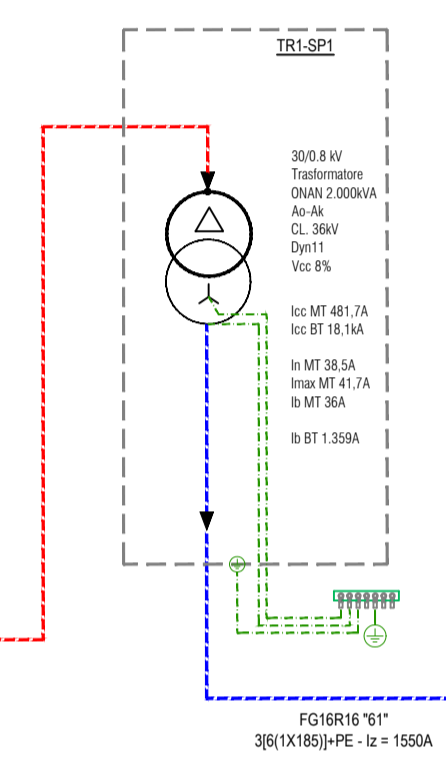 TR1-SP1
30/0.8 kV
Trasformatore
ONAN 2.000kVA
Ao-Ak
CL. 36kV
Dyn11
Vcc 8%
Icc MT 481,7A
Icc BT 18,1kA
In MT 38,5A
Imax MT 41,7A
Ib MT 36A
Ib BT 1.359A
FG16R16 "61"
3[6(1X185)]+PE - Iz = 1550A